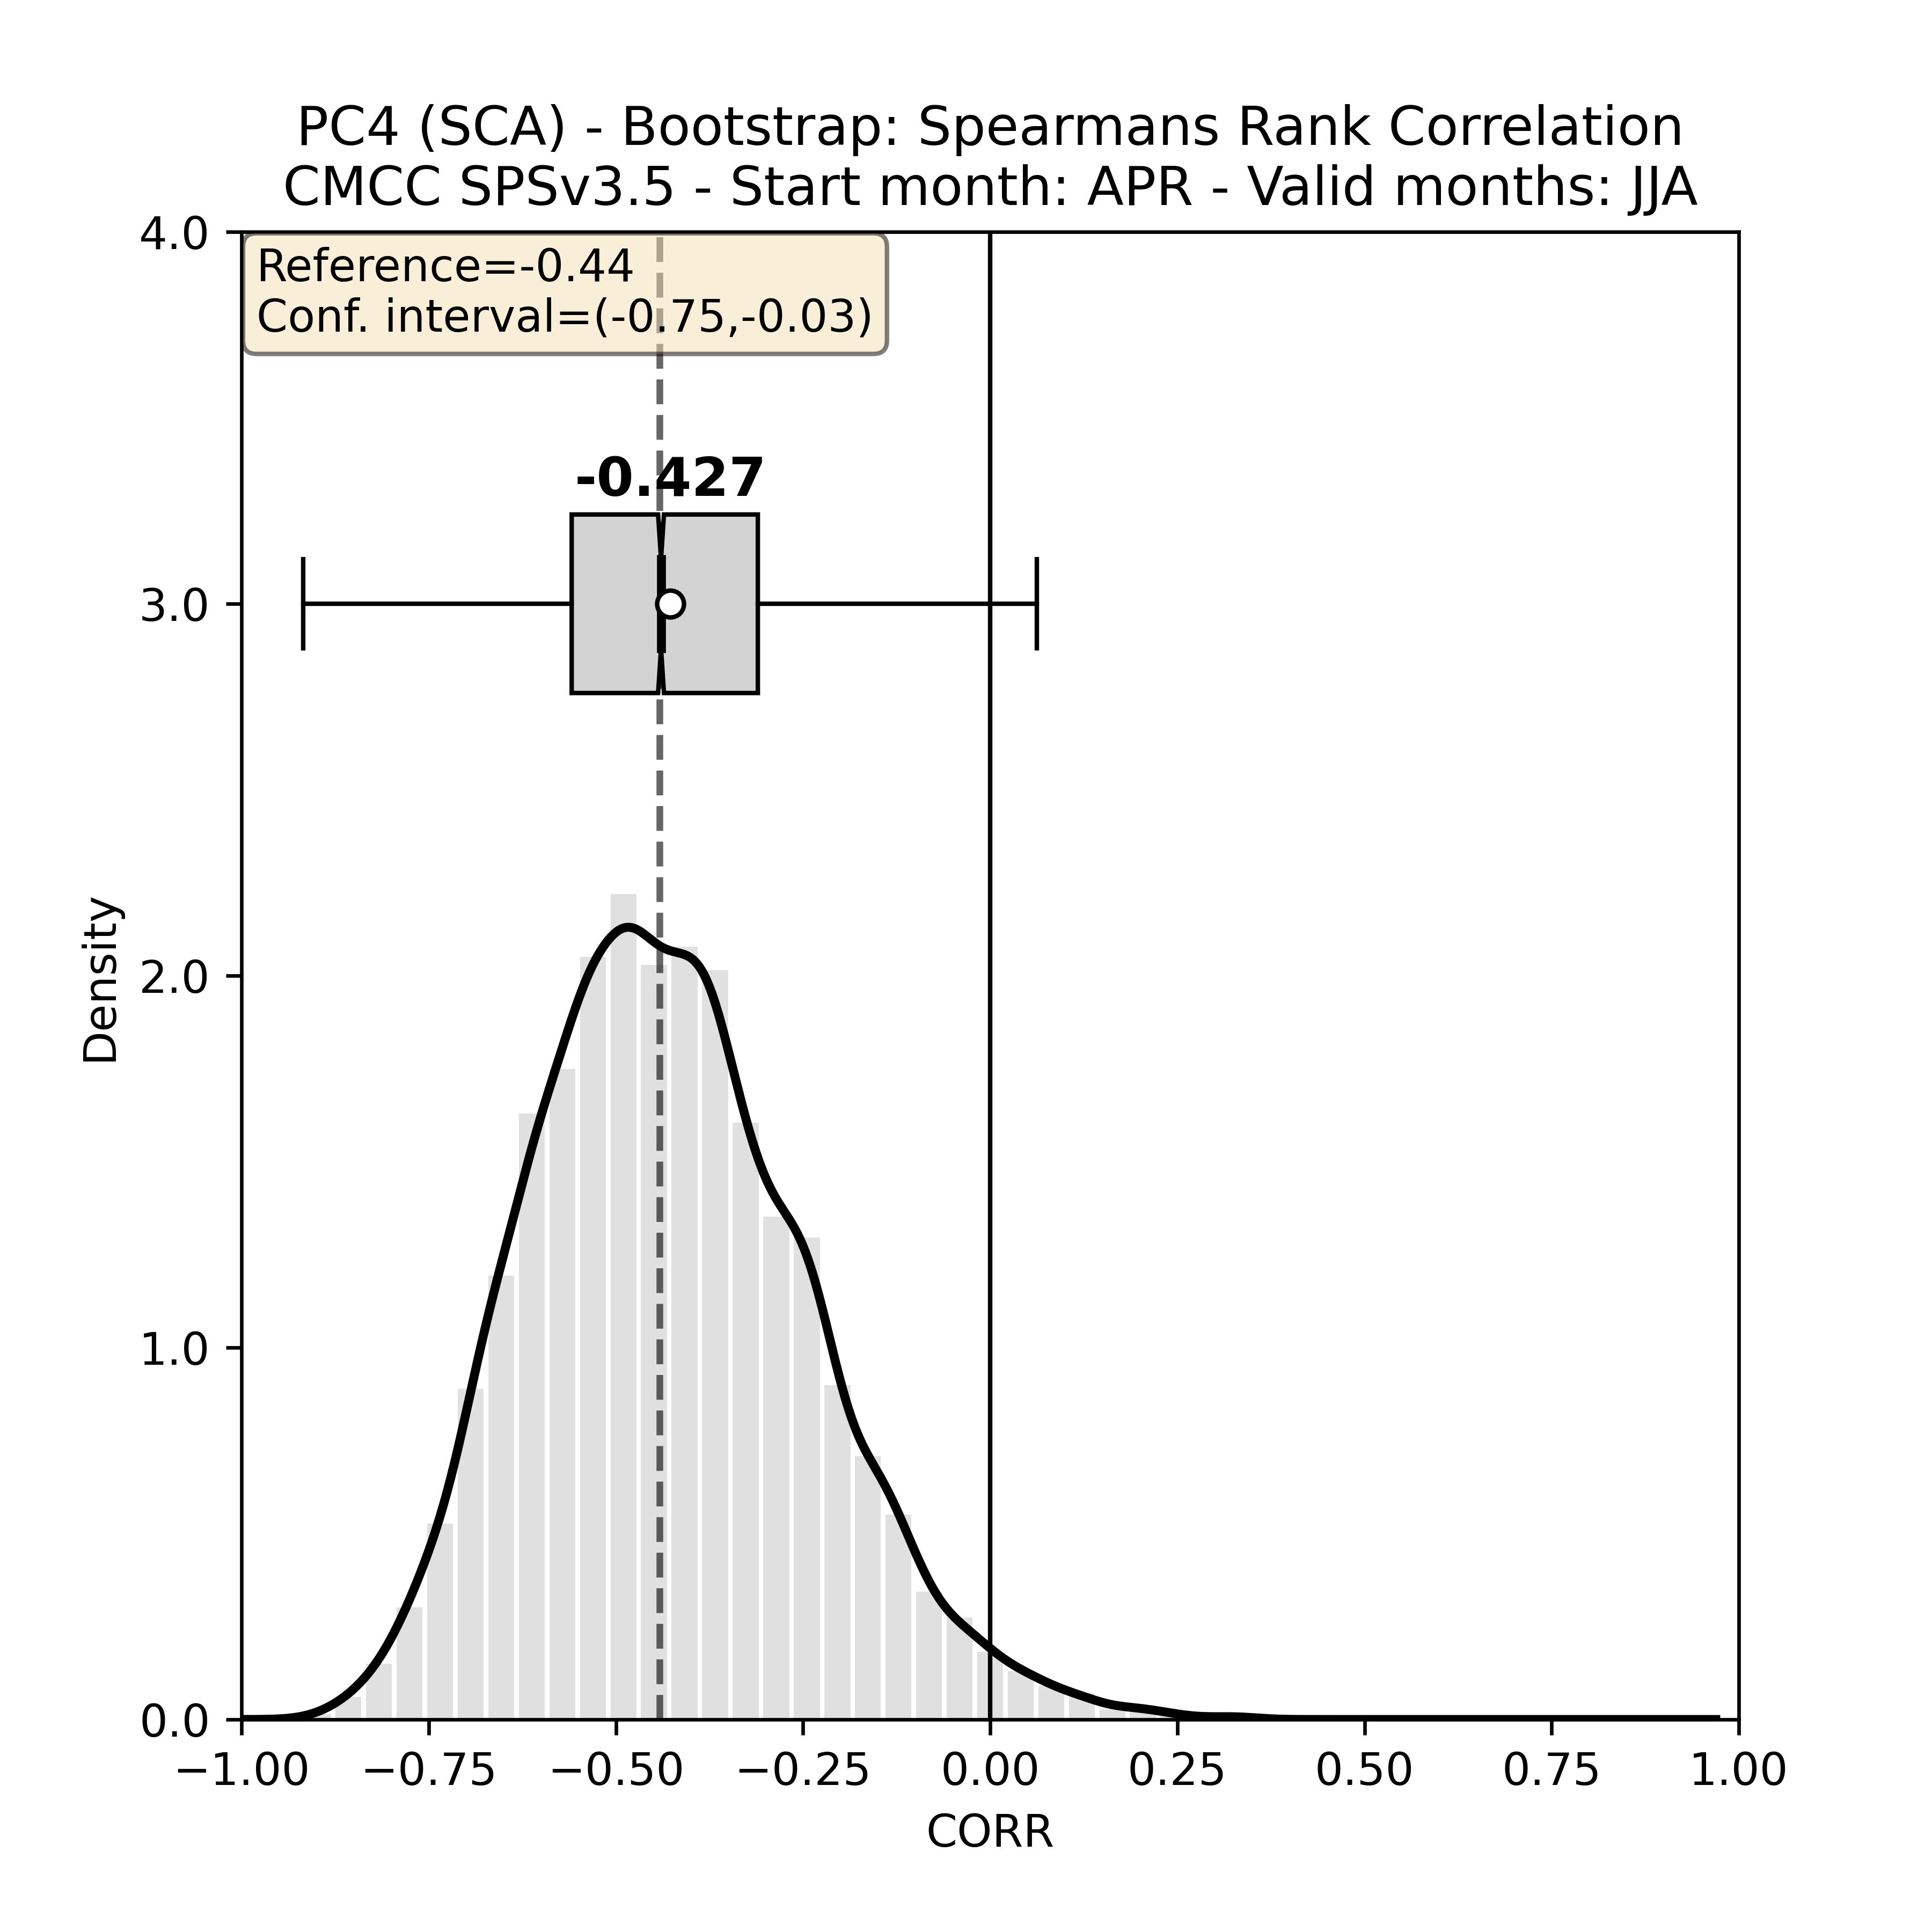 PC4 (SCA) - Bootstrap: Spearmans Rank Correlation
CMCC SPSv3.5 - Start month: APR - Valid months: JJA
Reference=-0.44
Conf. interval=(-0.75,-0.03)
-0.427
4.0
3.0
2.0
1.0
0.0
Density
−1.00 −0.75 −0.50 −0.25 0.00 0.25 0.50 0.75 1.00
CORR